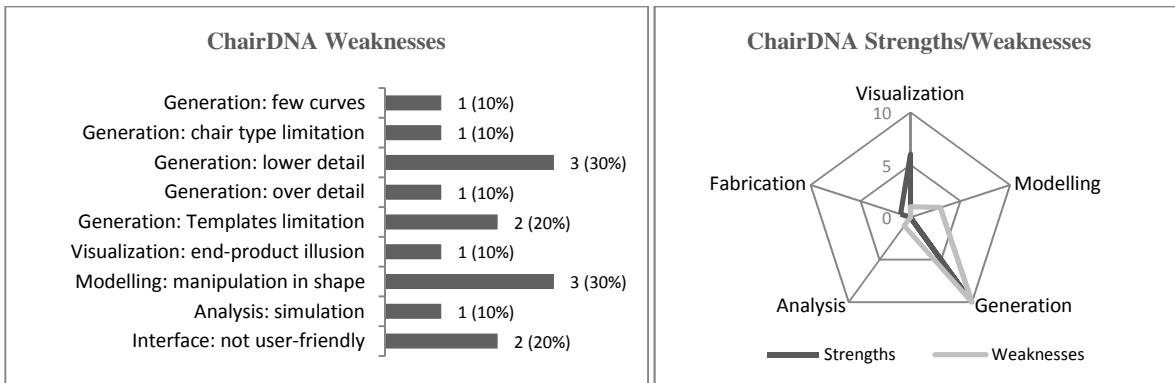 ChairDNA Weaknesses
Generation: few curves 1 (10%)
Generation: chair type limitation 1 (10%)
Generation: lower detail 3 (30%)
Generation: over detail 1 (10%)
Generation: Templates limitation 2 (20%)
Visualization: end-product illusion 1 (10%)
Modelling: manipulation in shape 3 (30%)
Analysis: simulation 1 (10%)
Interface: not user-friendly 2 (20%)
ChairDNA Strengths/Weaknesses
Visualization
10
5
Fabrication
Modelling
0
Analysis
Generation
Strengths
Weaknesses